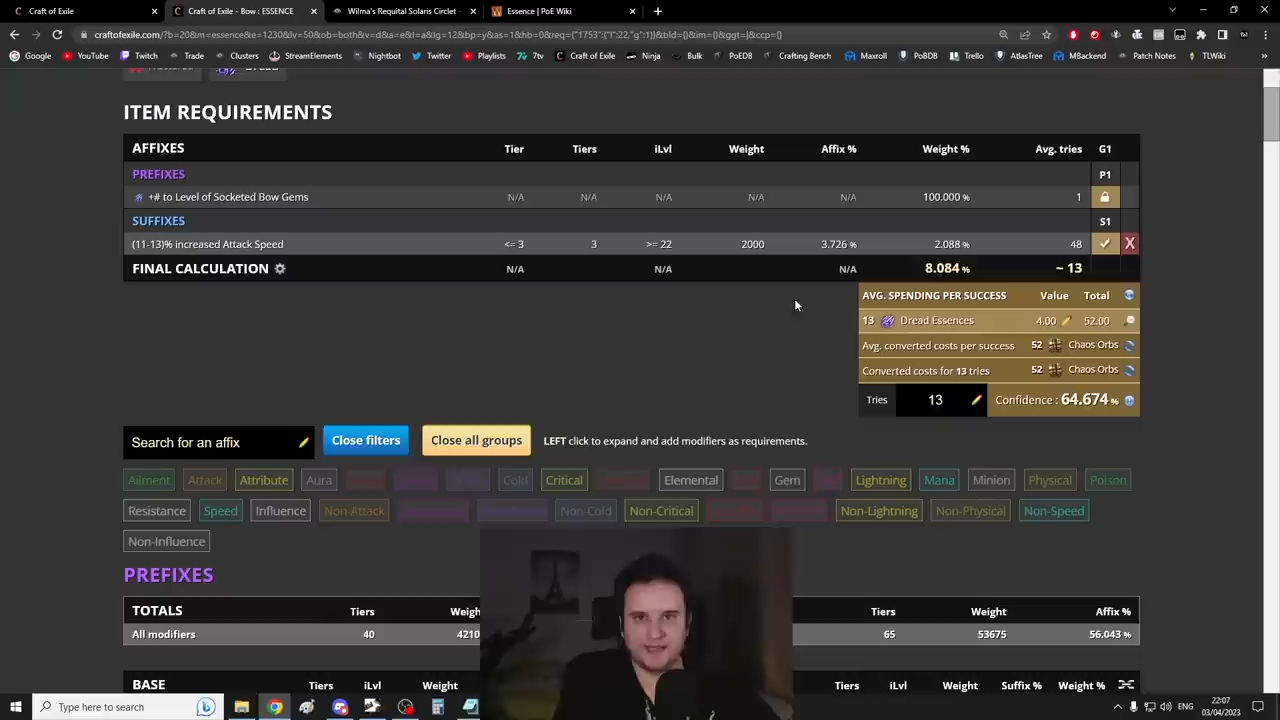 Craft of Exile
Craft of Exile - Bow : ESSENCE
Wilma's Requital Solaris Circlet -
Essence | PoE Wiki
craftofexile.com/?b=20&m=essence&e=1230&lv=50&ob=both&v=d&a=e&l=a&lg=12&bp=y&as=1&hb=0&req={"1753":{"l":22,"g":1}}&bld={}&im={}&ggt=|&ccp={}
Google YouTube Twitch Trade Clusters StreamElements Nightbot Twitter Playlists 7tv Craft of Exile Ninja Bulk PoEDB Trello AtlasTree PoBDB Crafting Bench Maxroll MBackend Patch Notes TLWiki
ITEM REQUIREMENTS
AFFIXES Tier Tiers iLvl Weight Affix % Weight % Avg. tries G1
PREFIXES P1
+# to Level of Socketed Bow Gems N/A N/A N/A N/A N/A 100.000 % 1
SUFFIXES S1
(11-13)% increased Attack Speed <= 3 3 >= 22 2000 3.726 % 2.088 % 48 X
FINAL CALCULATION N/A N/A N/A 8.084 % ~ 13
AVG. SPENDING PER SUCCESS Value Total
13 Dread Essences 4.00 52.00
Avg. converted costs per success 52 Chaos Orbs
Converted costs for 13 tries 52 Chaos Orbs
Tries 13 Confidence : 64.674 %
Search for an affix Close filters Close all groups LEFT click to expand and add modifiers as requirements.
Ailment Attack Attribute Aura Cold Critical Elemental Gem Lightning Mana Minion Physical Poison
Resistance Speed Influence Non-Attack Non-Cold Non-Critical Non-Lightning Non-Physical Non-Speed
Non-Influence
PREFIXES
TOTALS Tiers Weigh Tiers Weight Affix %
All modifiers 40 4210 65 53675 56.043 %
BASE Tiers iLvl Weight Tiers iLvl Weight Suffix % Weight %
Type here to search
22:07
03/04/2023